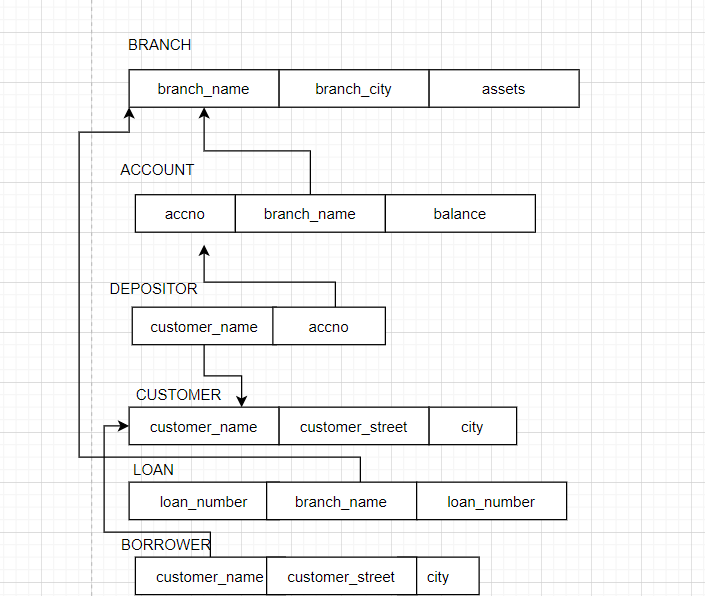 BRANCH
branch_name branch_city assets
ACCOUNT
accno branch_name balance
DEPOSITOR
customer_name accno
CUSTOMER
customer_name customer_street city
LOAN
loan_number branch_name loan_number
BORROWER
customer_name customer_street city